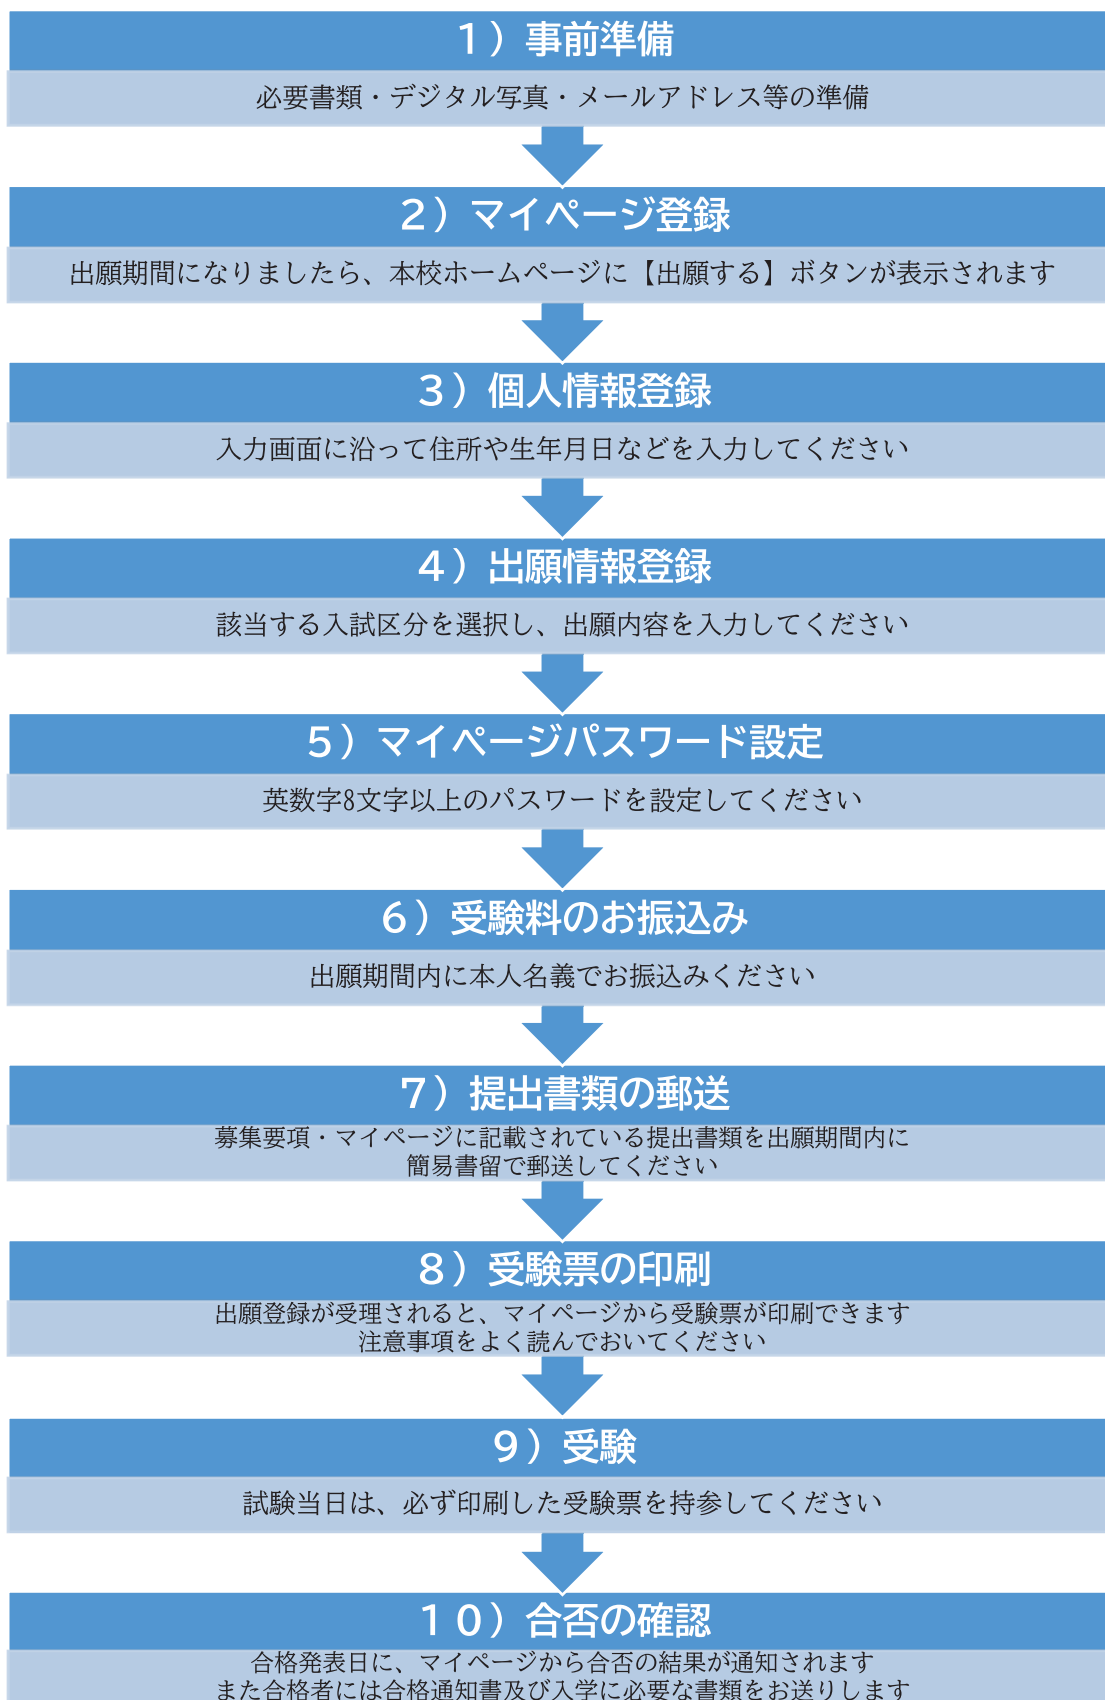 １）事前準備
必要書類・デジタル写真・メールアドレス等の準備
２）マイページ登録
出願期間になりましたら、本校ホームページに【出願する】ボタンが表示されます
３）個人情報登録
入力画面に沿って住所や生年月日などを入力してください
４）出願情報登録
該当する入試区分を選択し、出願内容を入力してください
５）マイページパスワード設定
英数字8文字以上のパスワードを設定してください
６）受験料のお振込み
出願期間内に本人名義でお振込みください
７）提出書類の郵送
募集要項・マイページに記載されている提出書類を出願期間内に
簡易書留で郵送してください
８）受験票の印刷
出願登録が受理されると、マイページから受験票が印刷できます
注意事項をよく読んでおいてください
９）受験
試験当日は、必ず印刷した受験票を持参してください
１０）合否の確認
合格発表日に、マイページから合否の結果が通知されます
また合格者には合格通知書及び入学に必要な書類をお送りします